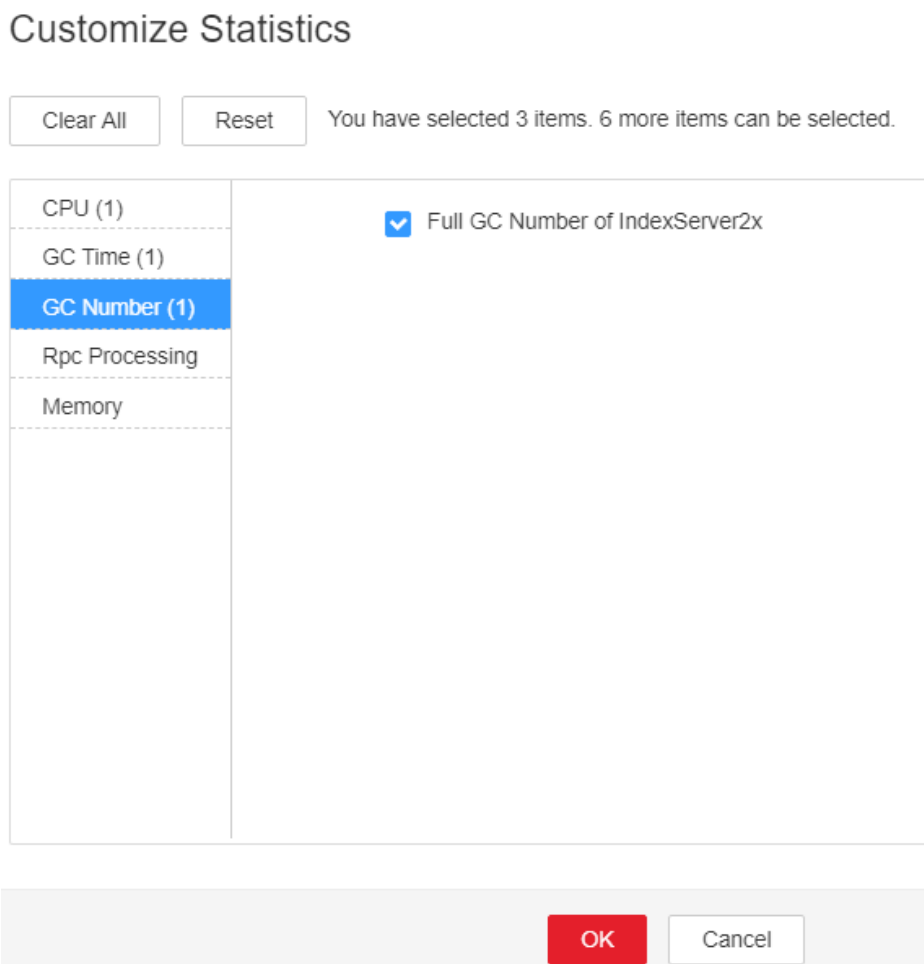 Customize Statistics
Clear All
Reset
You have selected 3 items. 6 more items can be selected.
CPU (1)
GC Time (1)
GC Number (1)
Rpc Processing
Memory
Full GC Number of IndexServer2x
OK
Cancel